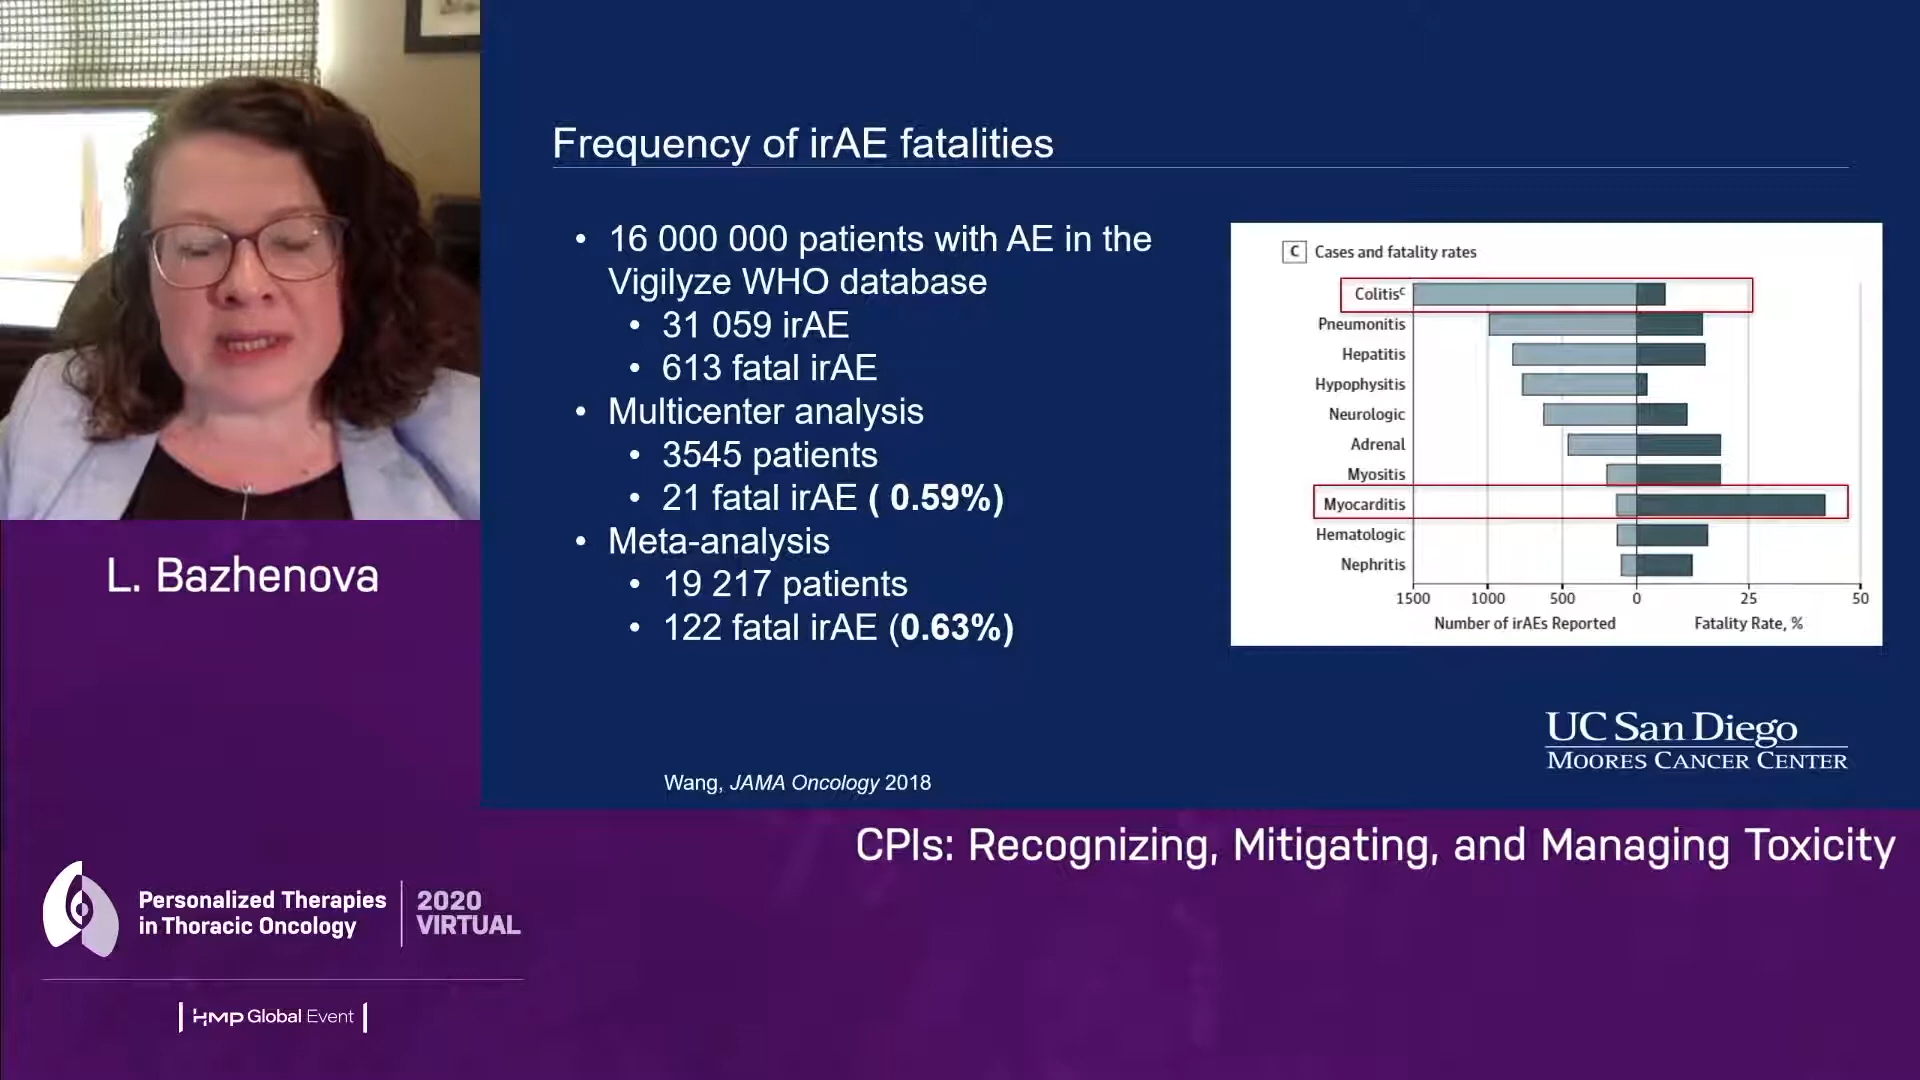 Frequency of irAE fatalities
• 16 000 000 patients with AE in the
Vigilyze WHO database
• 31 059 irAE
• 613 fatal irAE
• Multicenter analysis
• 3545 patients
• 21 fatal irAE ( 0.59%)
• Meta-analysis
• 19 217 patients
• 122 fatal irAE (0.63%)
C Cases and fatality rates
Colitisᶜ
Pneumonitis
Hepatitis
Hypophysitis
Neurologic
Adrenal
Myositis
Myocarditis
Hematologic
Nephritis
1500 1000 500 0 25 50
Number of irAEs Reported Fatality Rate, %
UC San Diego
MOORES CANCER CENTER
Wang, JAMA Oncology 2018
L. Bazhenova
CPIs: Recognizing, Mitigating, and Managing Toxicity
Personalized Therapies
in Thoracic Oncology
2020
VIRTUAL
HMP Global Event